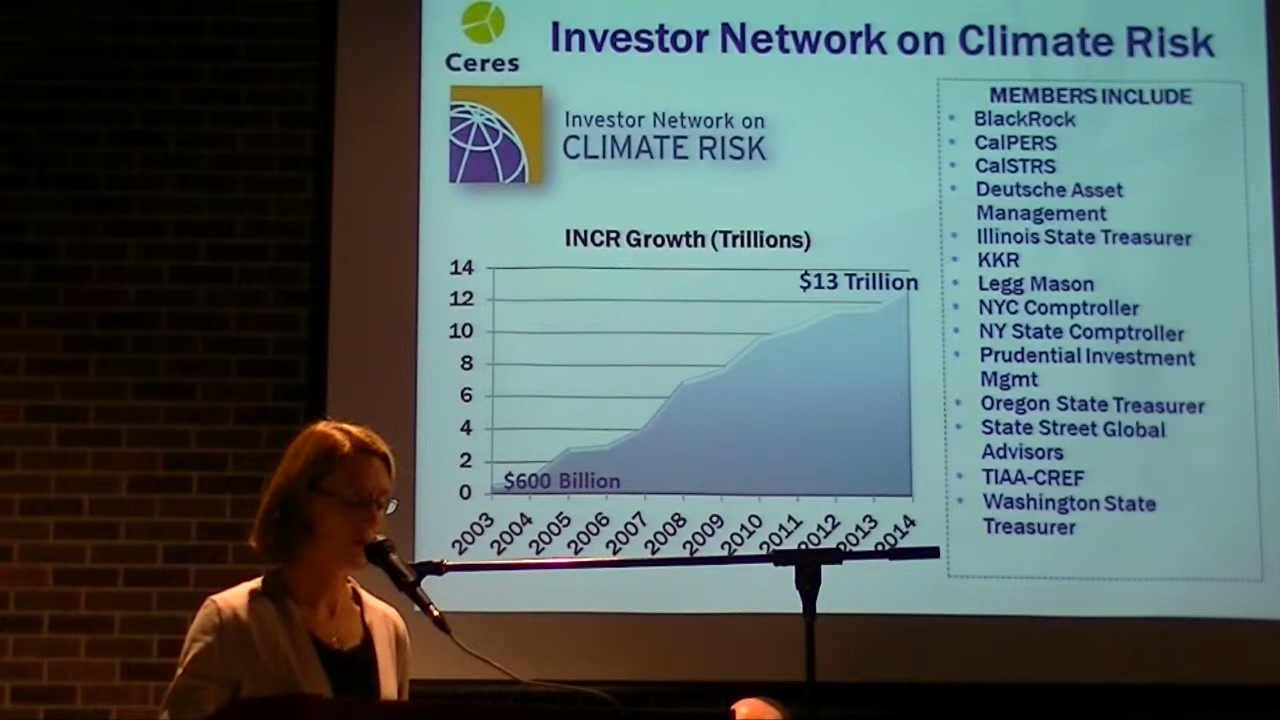 Ceres
Investor Network on Climate Risk
Investor Network on
CLIMATE RISK
INCR Growth (Trillions)
14
12
10
8
6
4
2
0
$13 Trillion
$600 Billion
2003
2004
2005
2006
2007
2008
2009
2010
2011
2012
2013
2014
MEMBERS INCLUDE
• BlackRock
• CalPERS
• CalSTRS
• Deutsche Asset
Management
• Illinois State Treasurer
• KKR
• Legg Mason
• NYC Comptroller
• NY State Comptroller
• Prudential Investment
Mgmt
• Oregon State Treasurer
• State Street Global
Advisors
• TIAA-CREF
• Washington State
Treasurer